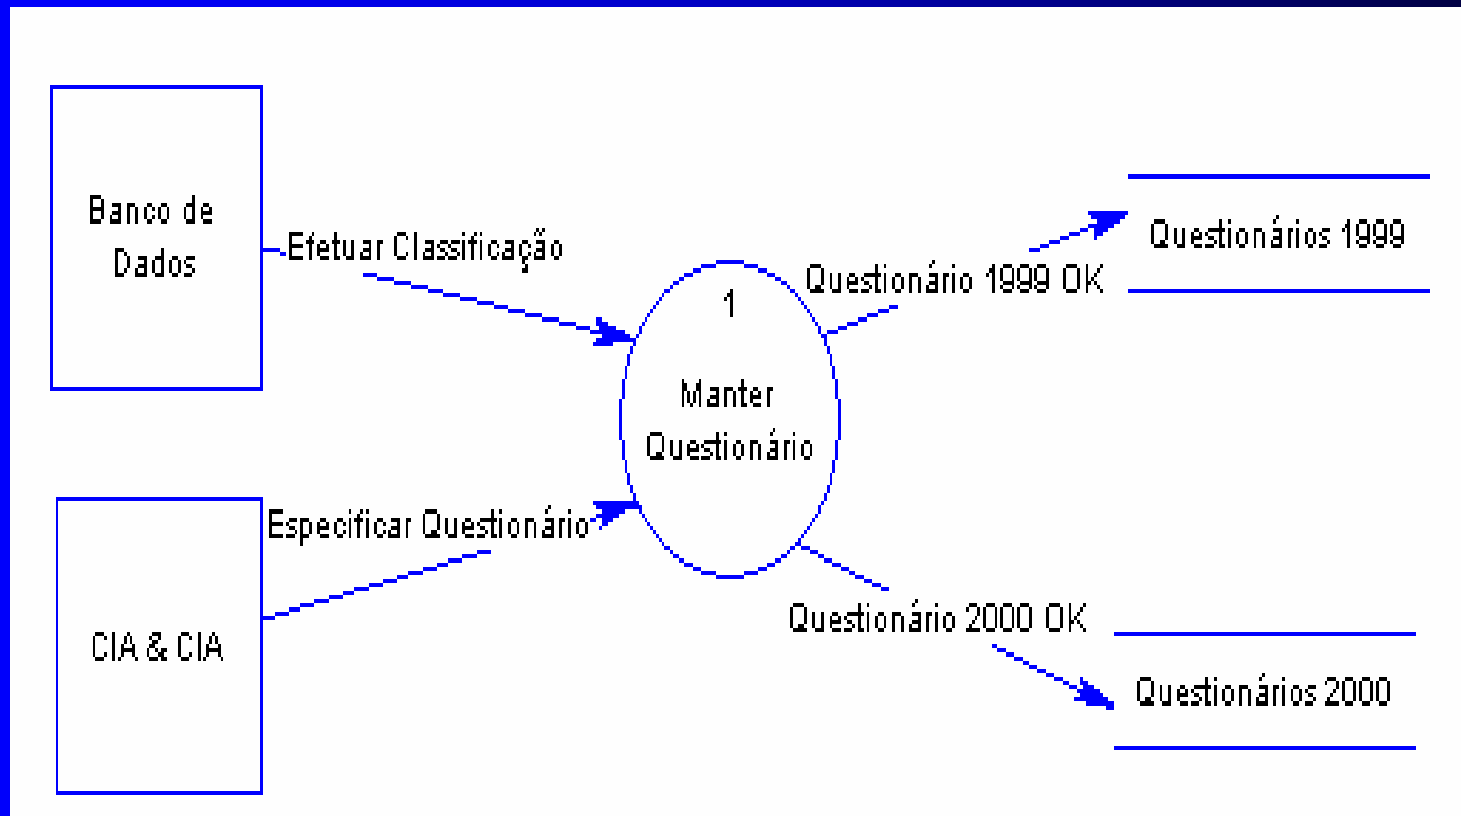 Banco de
Dados
Efetuar Classificação
Questionários 1999
Questionário 1999 OK
1
Manter
Questionário
Especificar Questionário
CIA & CIA
Questionário 2000 OK
Questionários 2000